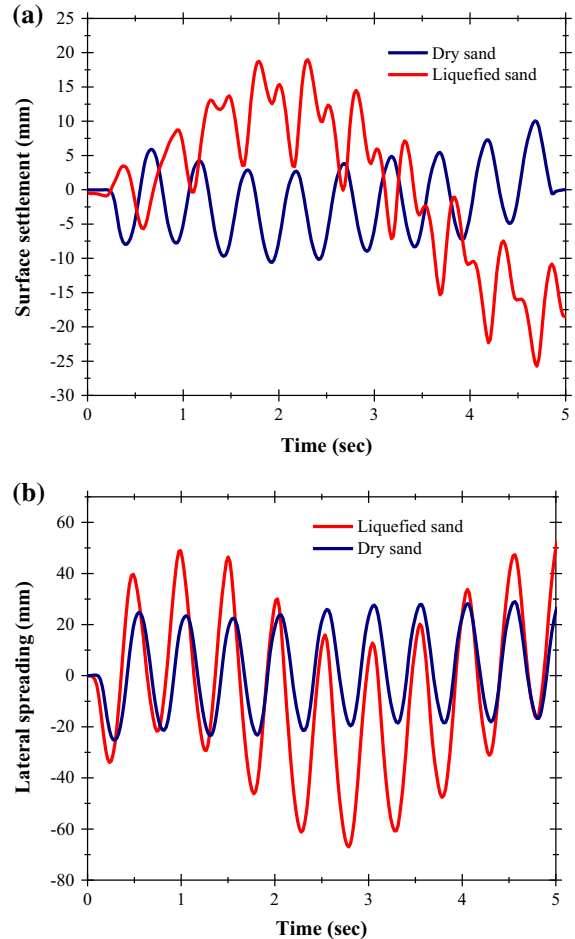 (a)
25
20
15
10
5
0
-5
-10
-15
-20
-25
-30
Surface settlement (mm)
Dry sand
Liquefied sand
0 1 2 3 4 5
Time (sec)
(b)
60
40
20
0
-20
-40
-60
-80
Lateral spreading (mm)
Liquefied sand
Dry sand
0 1 2 3 4 5
Time (sec)